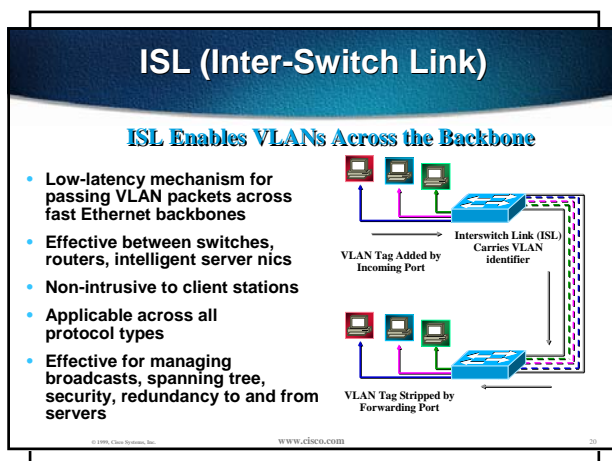 ISL (Inter-Switch Link)
ISL Enables VLANs Across the Backbone
• Low-latency mechanism for
passing VLAN packets across
fast Ethernet backbones
• Effective between switches,
routers, intelligent server nics
• Non-intrusive to client stations
• Applicable across all
protocol types
• Effective for managing
broadcasts, spanning tree,
security, redundancy to and from
servers
VLAN Tag Added by
Incoming Port
Interswitch Link (ISL)
Carries VLAN
identifier
VLAN Tag Stripped by
Forwarding Port
© 1999, Cisco Systems, Inc.
www.cisco.com
20